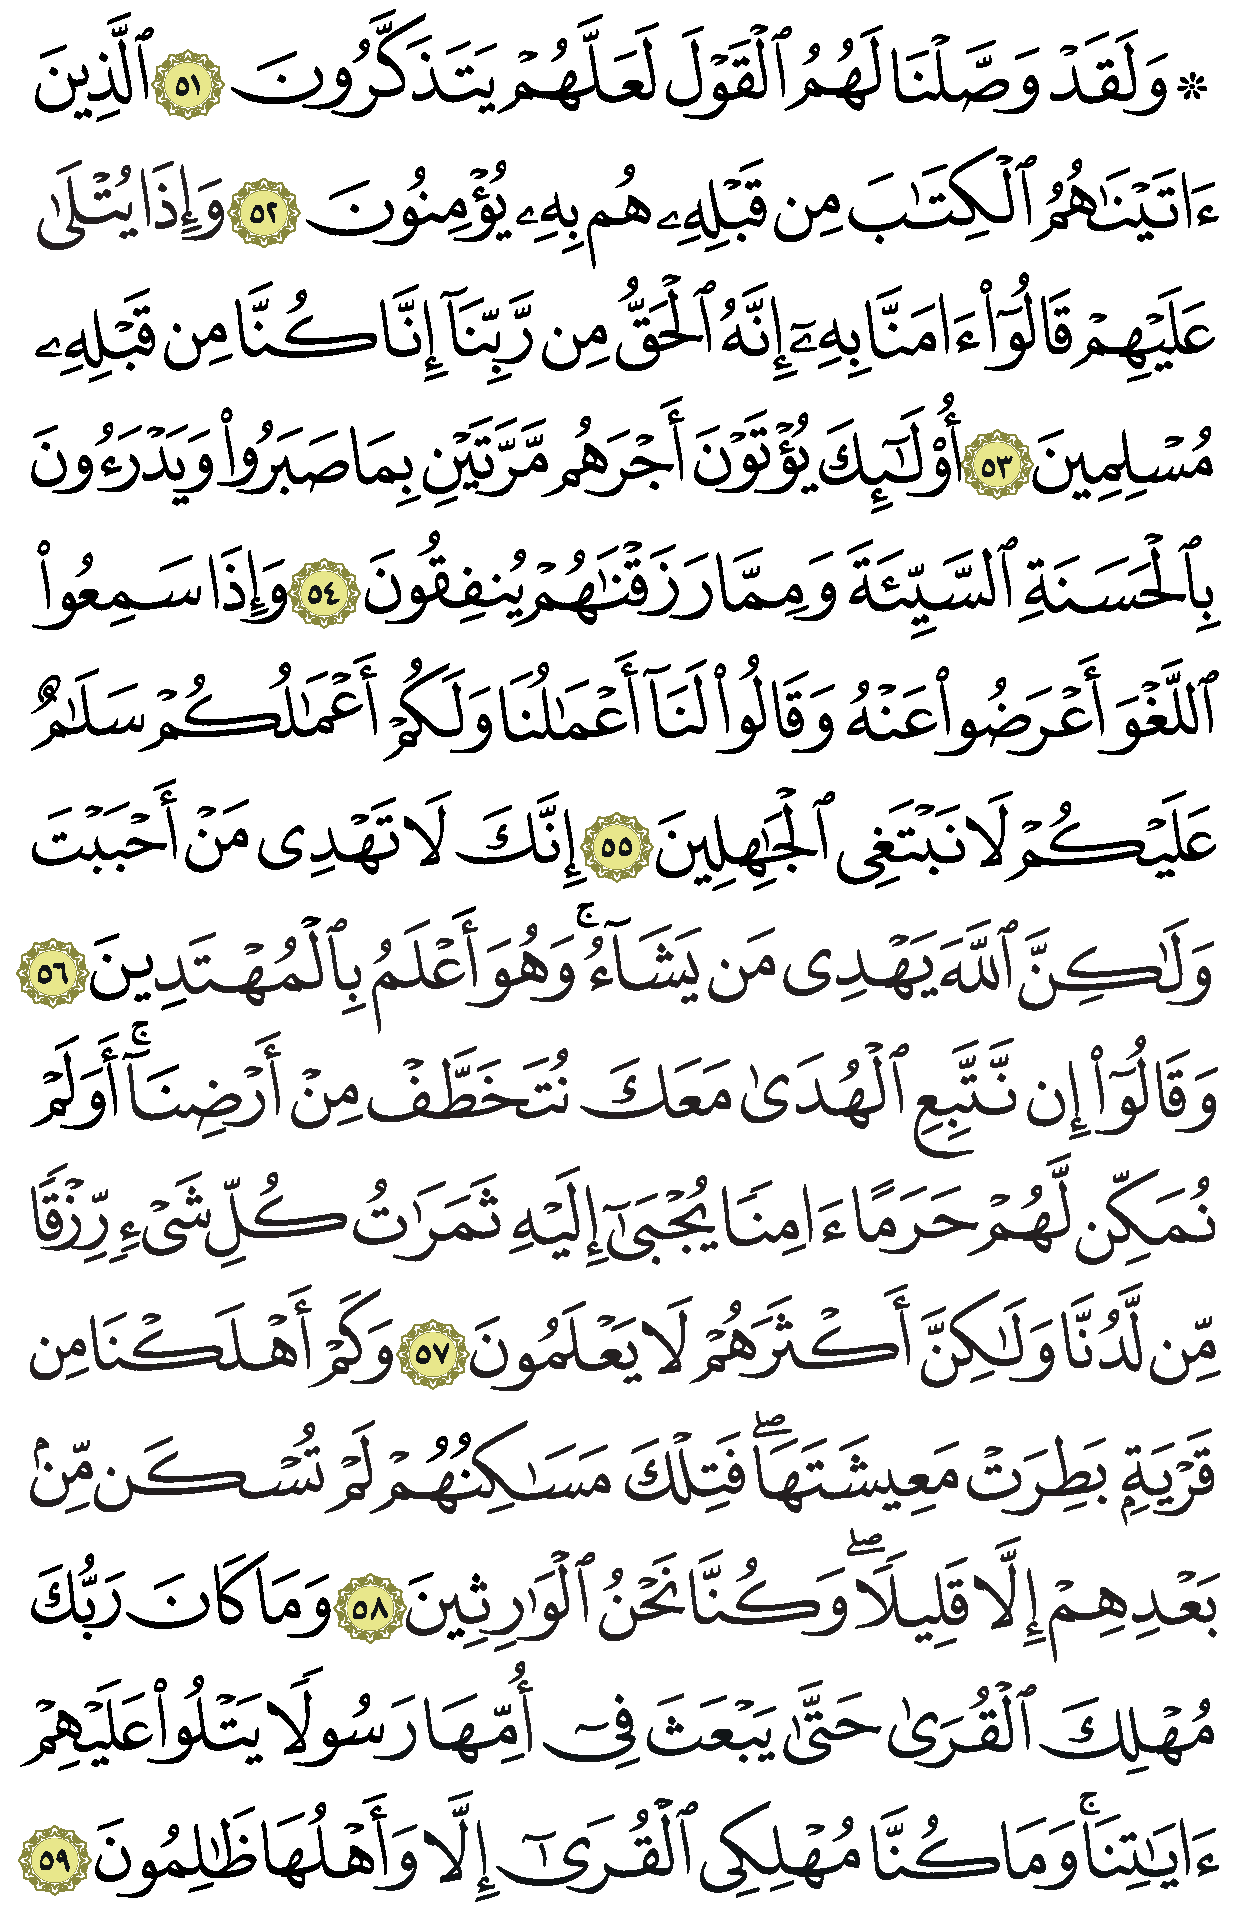 ۞ وَلَقَدْ وَصَّلْنَا لَهُمُ ٱلْقَوْلَ لَعَلَّهُمْ يَتَذَكَّرُونَ ٥١ ٱلَّذِينَ
ءَاتَيْنَٰهُمُ ٱلْكِتَٰبَ مِن قَبْلِهِۦ هُم بِهِۦ يُؤْمِنُونَ ٥٢ وَإِذَا يُتْلَىٰ
عَلَيْهِمْ قَالُوٓا۟ ءَامَنَّا بِهِۦٓ إِنَّهُ ٱلْحَقُّ مِن رَّبِّنَآ إِنَّا كُنَّا مِن قَبْلِهِۦ
مُسْلِمِينَ ٥٣ أُو۟لَٰٓئِكَ يُؤْتَوْنَ أَجْرَهُم مَّرَّتَيْنِ بِمَا صَبَرُوا۟ وَيَدْرَءُونَ
بِٱلْحَسَنَةِ ٱلسَّيِّئَةَ وَمِمَّا رَزَقْنَٰهُمْ يُنفِقُونَ ٥٤ وَإِذَا سَمِعُوا۟
ٱللَّغْوَ أَعْرَضُوا۟ عَنْهُ وَقَالُوا۟ لَنَآ أَعْمَٰلُنَا وَلَكُمْ أَعْمَٰلُكُمْ سَلَٰمٌ
عَلَيْكُمْ لَا نَبْتَغِى ٱلْجَٰهِلِينَ ٥٥ إِنَّكَ لَا تَهْدِى مَنْ أَحْبَبْتَ
وَلَٰكِنَّ ٱللَّهَ يَهْدِى مَن يَشَآءُ ۚ وَهُوَ أَعْلَمُ بِٱلْمُهْتَدِينَ ٥٦
وَقَالُوٓا۟ إِن نَّتَّبِعِ ٱلْهُدَىٰ مَعَكَ نُتَخَطَّفْ مِنْ أَرْضِنَآ ۚ أَوَلَمْ
نُمَكِّن لَّهُمْ حَرَمًا ءَامِنًا يُجْبَىٰٓ إِلَيْهِ ثَمَرَٰتُ كُلِّ شَىْءٍ رِّزْقًا
مِّن لَّدُنَّا وَلَٰكِنَّ أَكْثَرَهُمْ لَا يَعْلَمُونَ ٥٧ وَكَمْ أَهْلَكْنَا مِن
قَرْيَةٍۭ بَطِرَتْ مَعِيشَتَهَا ۖ فَتِلْكَ مَسَٰكِنُهُمْ لَمْ تُسْكَن مِّنۢ
بَعْدِهِمْ إِلَّا قَلِيلًا ۖ وَكُنَّا نَحْنُ ٱلْوَٰرِثِينَ ٥٨ وَمَا كَانَ رَبُّكَ
مُهْلِكَ ٱلْقُرَىٰ حَتَّىٰ يَبْعَثَ فِىٓ أُمِّهَا رَسُولًا يَتْلُوا۟ عَلَيْهِمْ
ءَايَٰتِنَا ۚ وَمَا كُنَّا مُهْلِكِى ٱلْقُرَىٰٓ إِلَّا وَأَهْلُهَا ظَٰلِمُونَ ٥٩